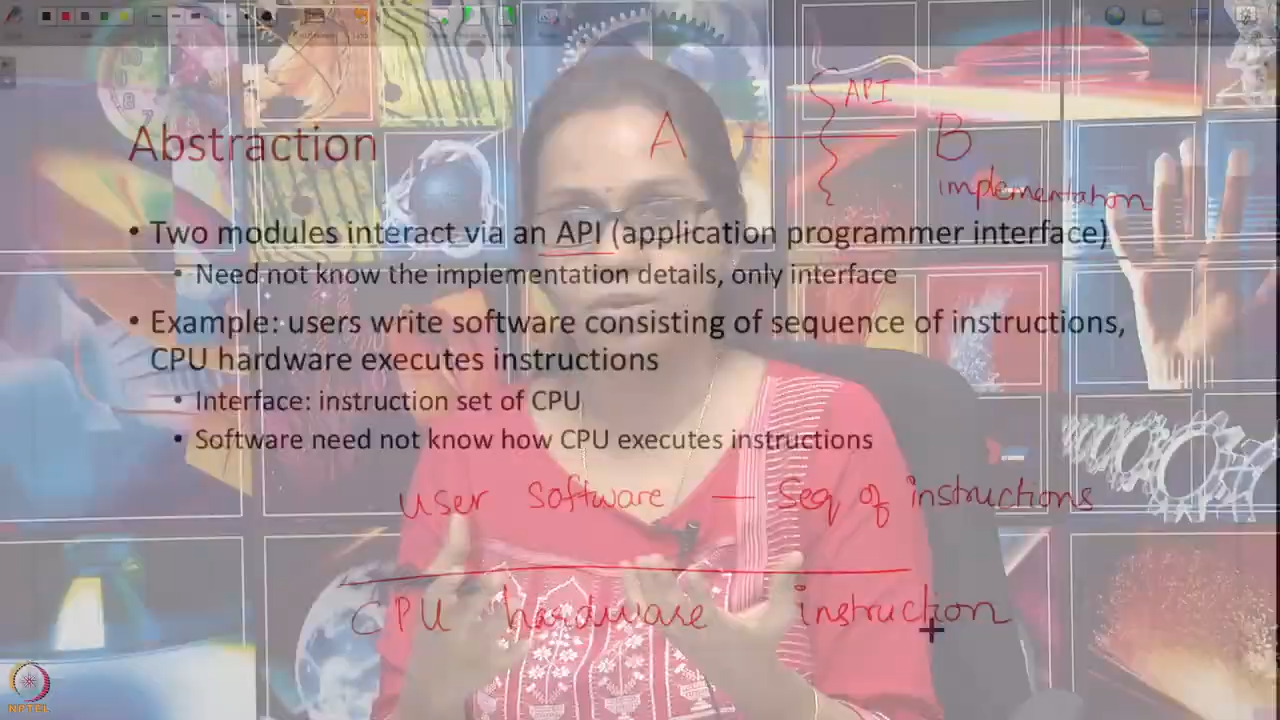 Abstraction
A
API
B
implementation
• Two modules interact via an API (application programmer interface)
• Need not know the implementation details, only interface
• Example: users write software consisting of sequence of instructions,
CPU hardware executes instructions
• Interface: instruction set of CPU
• Software need not know how CPU executes instructions
user software — Seq of instructions
CPU hardware instruction
NPTEL